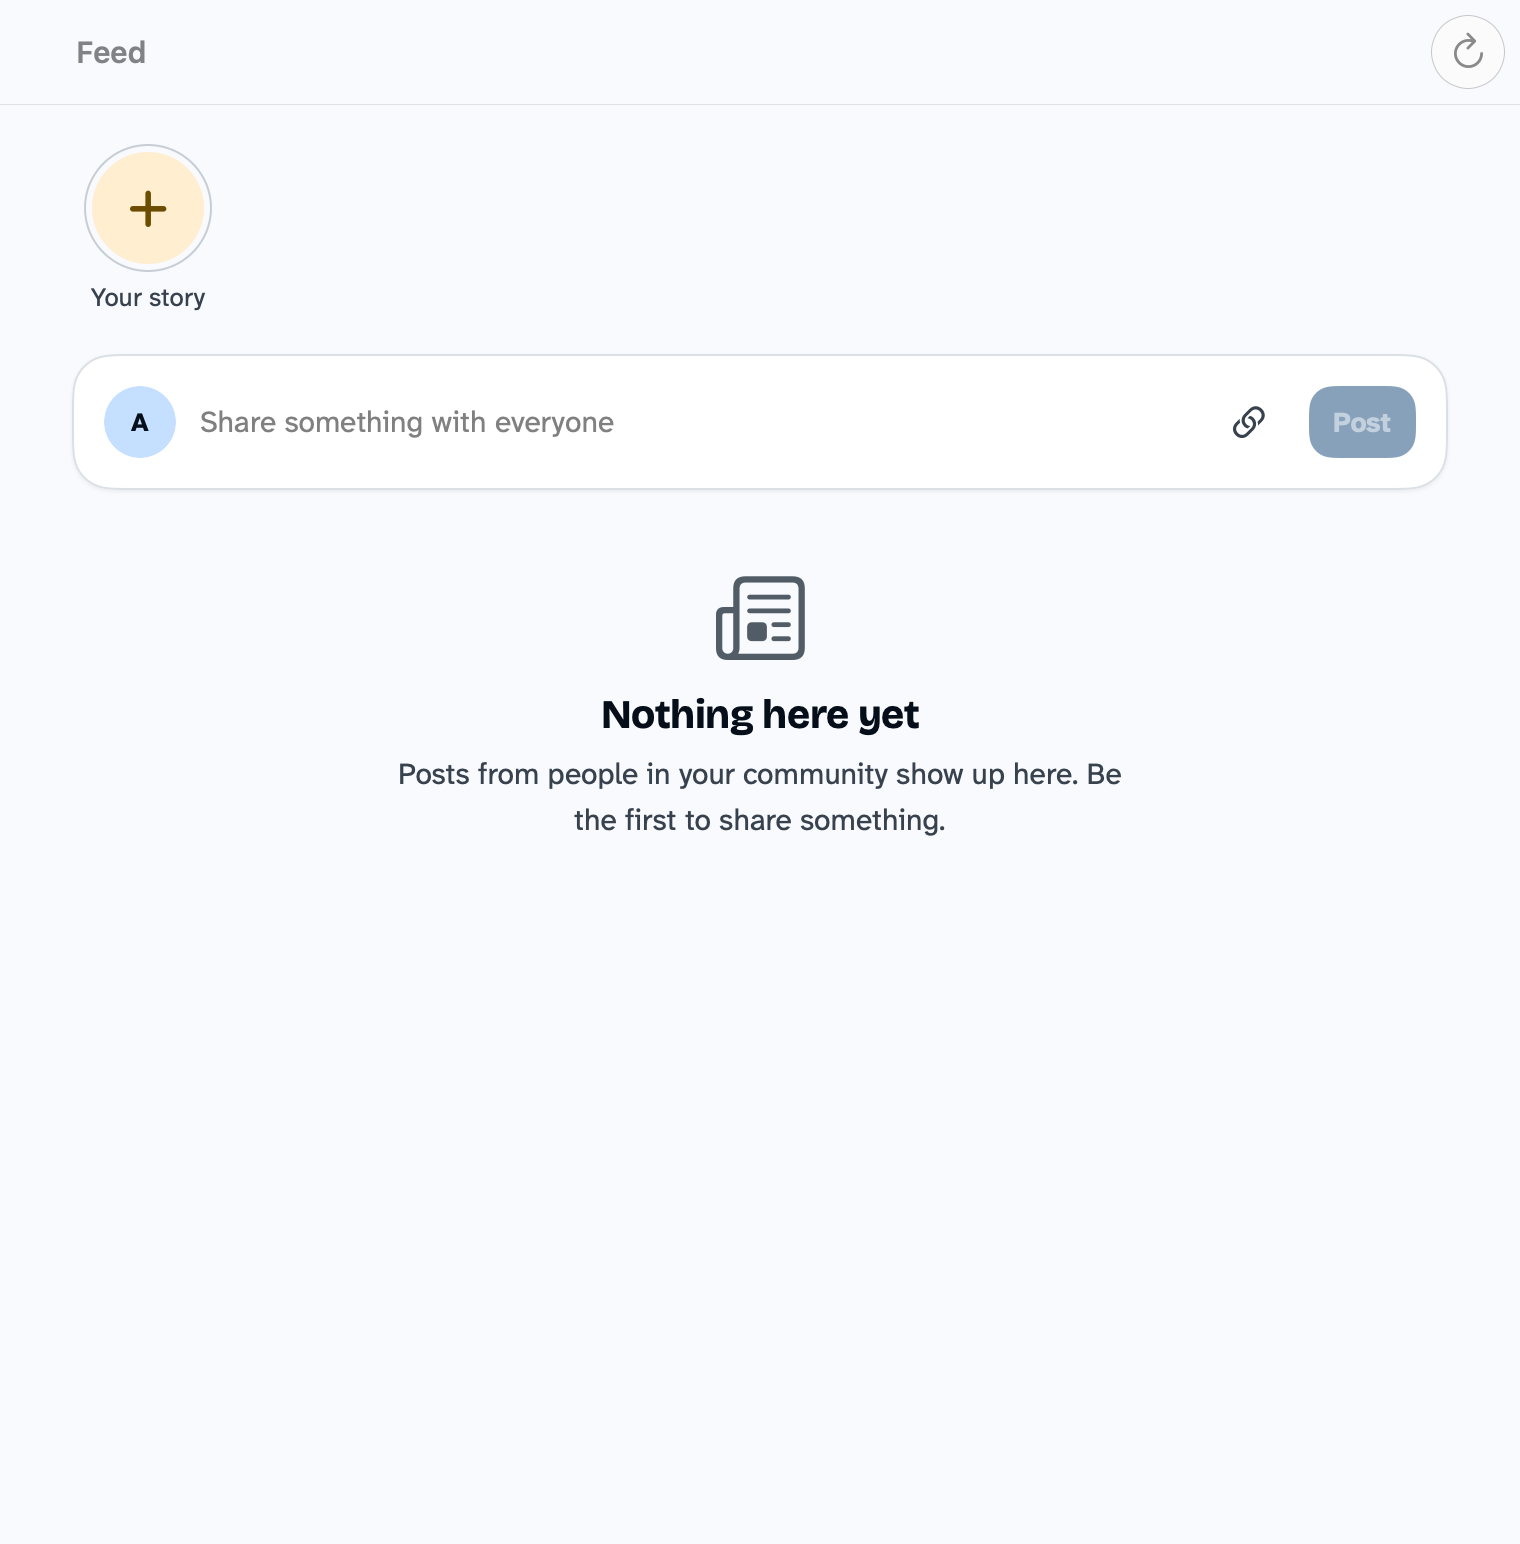 Feed
Your story
A
Share something with everyone
Post
Nothing here yet
Posts from people in your community show up here. Be
the first to share something.